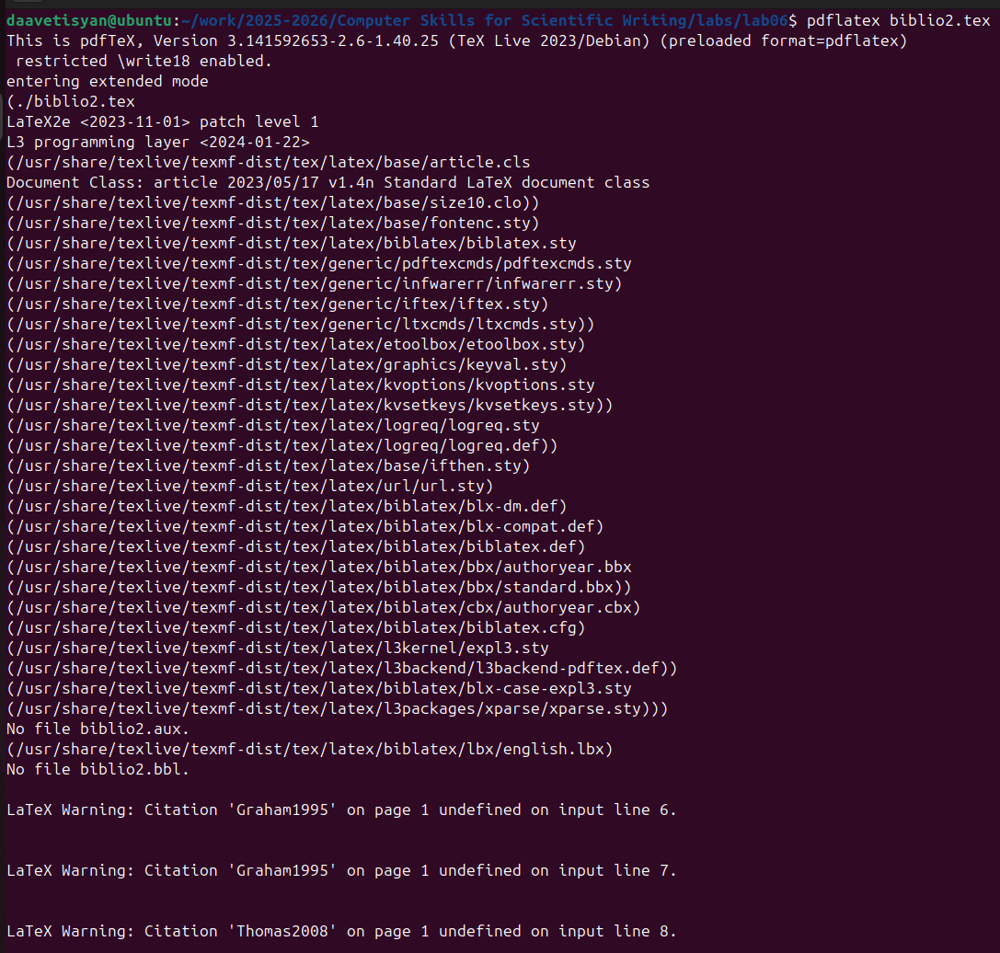 daavetisyan@ubuntu:~/work/2025-2026/Computer Skills for Scientific Writing/labs/lab06$ pdflatex biblio2.tex
This is pdfTeX, Version 3.141592653-2.6-1.40.25 (TeX Live 2023/Debian) (preloaded format=pdflatex)
 restricted \write18 enabled.
entering extended mode
(./biblio2.tex
LaTeX2e <2023-11-01> patch level 1
L3 programming layer <2024-01-22>
(/usr/share/texlive/texmf-dist/tex/latex/base/article.cls
Document Class: article 2023/05/17 v1.4n Standard LaTeX document class
(/usr/share/texlive/texmf-dist/tex/latex/base/size10.clo))
(/usr/share/texlive/texmf-dist/tex/latex/base/fontenc.sty)
(/usr/share/texlive/texmf-dist/tex/latex/biblatex/biblatex.sty
(/usr/share/texlive/texmf-dist/tex/generic/pdftexcmds/pdftexcmds.sty
(/usr/share/texlive/texmf-dist/tex/generic/infwarerr/infwarerr.sty)
(/usr/share/texlive/texmf-dist/tex/generic/iftex/iftex.sty)
(/usr/share/texlive/texmf-dist/tex/generic/ltxcmds/ltxcmds.sty))
(/usr/share/texlive/texmf-dist/tex/latex/etoolbox/etoolbox.sty)
(/usr/share/texlive/texmf-dist/tex/latex/graphics/keyval.sty)
(/usr/share/texlive/texmf-dist/tex/latex/kvoptions/kvoptions.sty
(/usr/share/texlive/texmf-dist/tex/latex/kvsetkeys/kvsetkeys.sty))
(/usr/share/texlive/texmf-dist/tex/latex/logreq/logreq.sty
(/usr/share/texlive/texmf-dist/tex/latex/logreq/logreq.def))
(/usr/share/texlive/texmf-dist/tex/latex/base/ifthen.sty)
(/usr/share/texlive/texmf-dist/tex/latex/url/url.sty)
(/usr/share/texlive/texmf-dist/tex/latex/biblatex/blx-dm.def)
(/usr/share/texlive/texmf-dist/tex/latex/biblatex/blx-compat.def)
(/usr/share/texlive/texmf-dist/tex/latex/biblatex/biblatex.def)
(/usr/share/texlive/texmf-dist/tex/latex/biblatex/bbx/authoryear.bbx
(/usr/share/texlive/texmf-dist/tex/latex/biblatex/bbx/standard.bbx))
(/usr/share/texlive/texmf-dist/tex/latex/biblatex/cbx/authoryear.cbx)
(/usr/share/texlive/texmf-dist/tex/latex/biblatex/biblatex.cfg)
(/usr/share/texlive/texmf-dist/tex/latex/l3kernel/expl3.sty
(/usr/share/texlive/texmf-dist/tex/latex/l3backend/l3backend-pdftex.def))
(/usr/share/texlive/texmf-dist/tex/latex/biblatex/blx-case-expl3.sty
(/usr/share/texlive/texmf-dist/tex/latex/l3packages/xparse/xparse.sty)))
No file biblio2.aux.
(/usr/share/texlive/texmf-dist/tex/latex/biblatex/lbx/english.lbx)
No file biblio2.bbl.
LaTeX Warning: Citation 'Graham1995' on page 1 undefined on input line 6.
LaTeX Warning: Citation 'Graham1995' on page 1 undefined on input line 7.
LaTeX Warning: Citation 'Thomas2008' on page 1 undefined on input line 8.